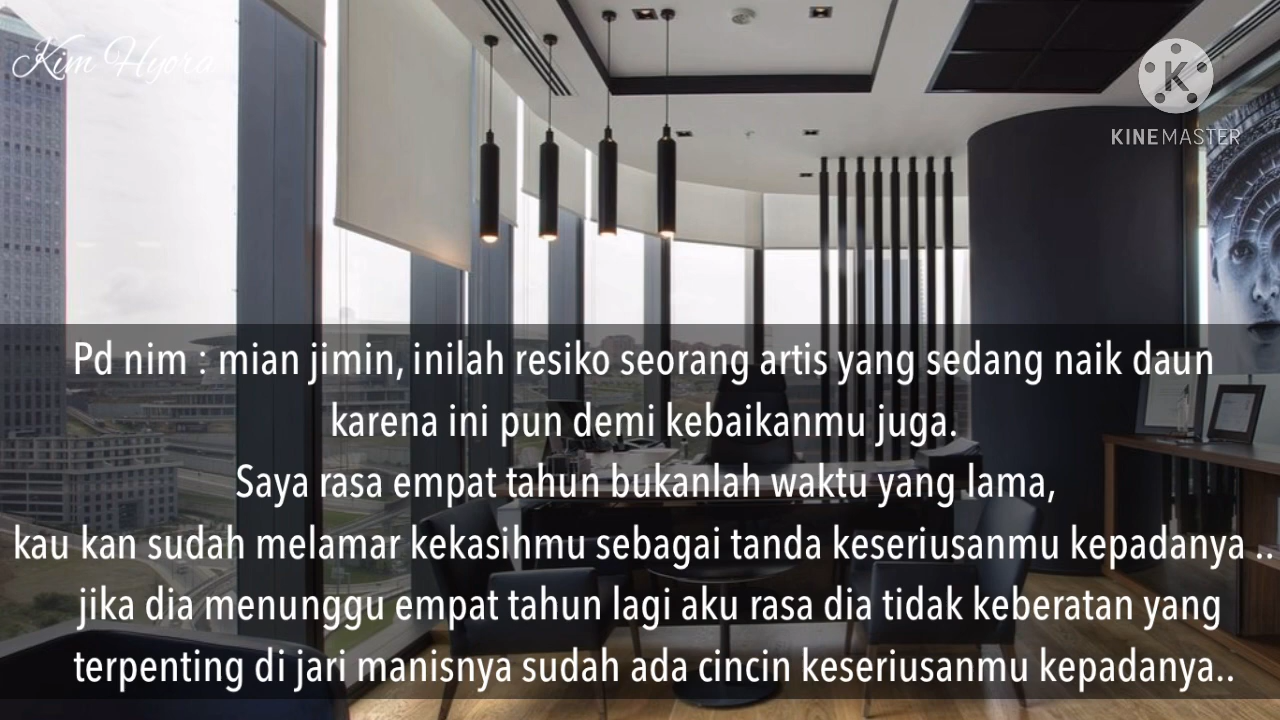 Kim Hyora
KINEMASTER
Pd nim : mian jimin, inilah resiko seorang artis yang sedang naik daun
karena ini pun demi kebaikanmu juga.
Saya rasa empat tahun bukanlah waktu yang lama,
kau kan sudah melamar kekasihmu sebagai tanda keseriusanmu kepadanya ..
jika dia menunggu empat tahun lagi aku rasa dia tidak keberatan yang
terpenting di jari manisnya sudah ada cincin keseriusanmu kepadanya..